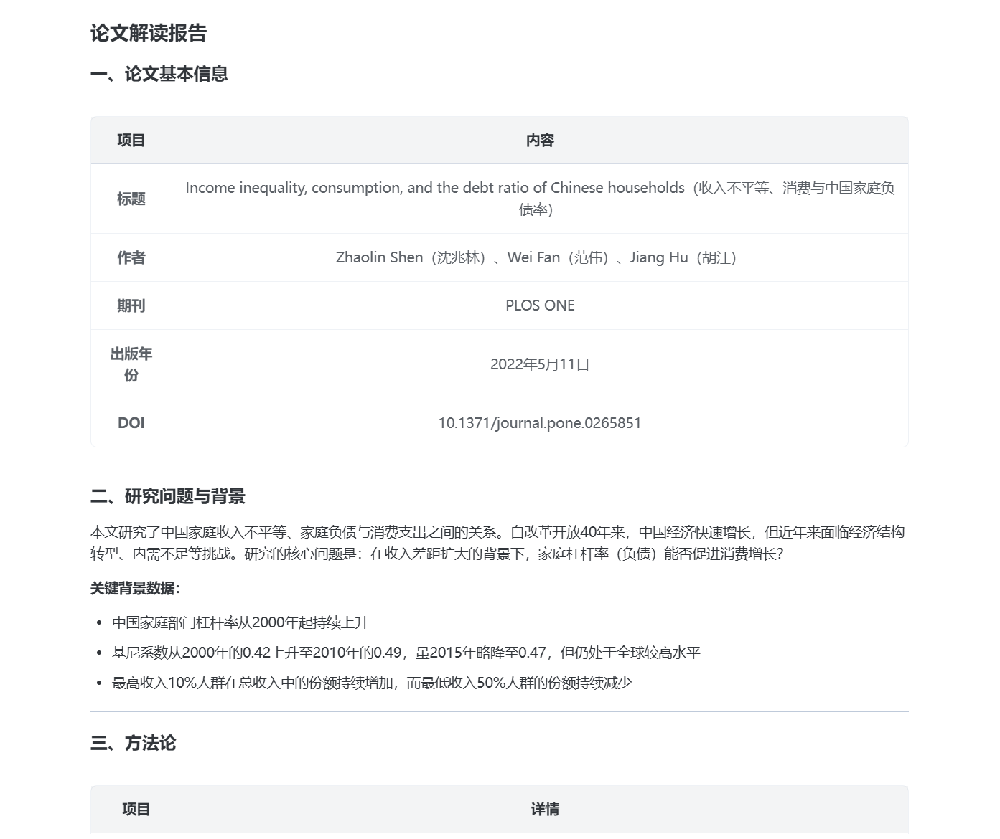 论文解读报告
一、论文基本信息
项目
内容
标题
Income inequality, consumption, and the debt ratio of Chinese households（收入不平等、消费与中国家庭负
债率）
作者
Zhaolin Shen（沈兆林）、Wei Fan（范伟）、Jiang Hu（胡江）
期刊
PLOS ONE
出版年
份
2022年5月11日
DOI
10.1371/journal.pone.0265851
二、研究问题与背景
本文研究了中国家庭收入不平等、家庭负债与消费支出之间的关系。自改革开放40年来，中国经济快速增长，但近年来面临经济结构
转型、内需不足等挑战。研究的核心问题是：在收入差距扩大的背景下，家庭杠杆率（负债）能否促进消费增长？
关键背景数据：
• 中国家庭部门杠杆率从2000年起持续上升
• 基尼系数从2000年的0.42上升至2010年的0.49，虽2015年略降至0.47，但仍处于全球较高水平
• 最高收入10%人群在总收入中的份额持续增加，而最低收入50%人群的份额持续减少
三、方法论
项目
详情